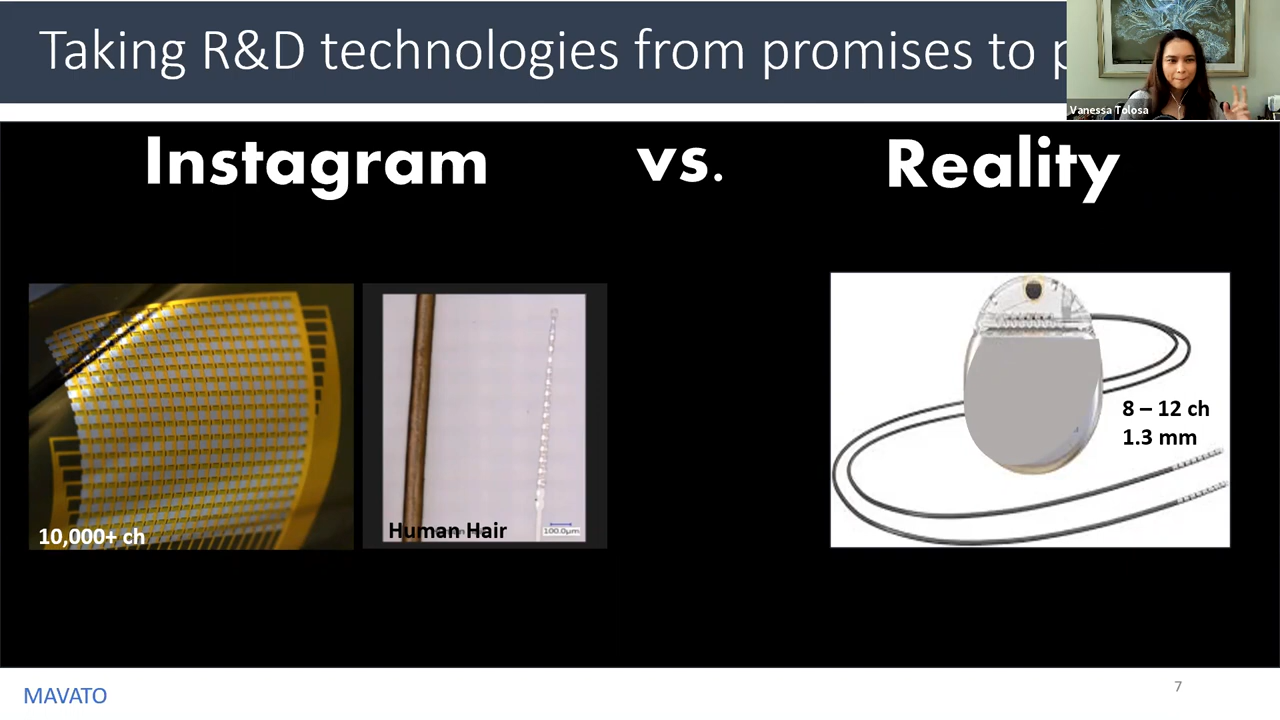 Taking R&D technologies from promises to p
Vanessa Tolosa
Instagram vs. Reality
10,000+ ch
Human Hair
100.0µm
8 – 12 ch
1.3 mm
MAVATO
7